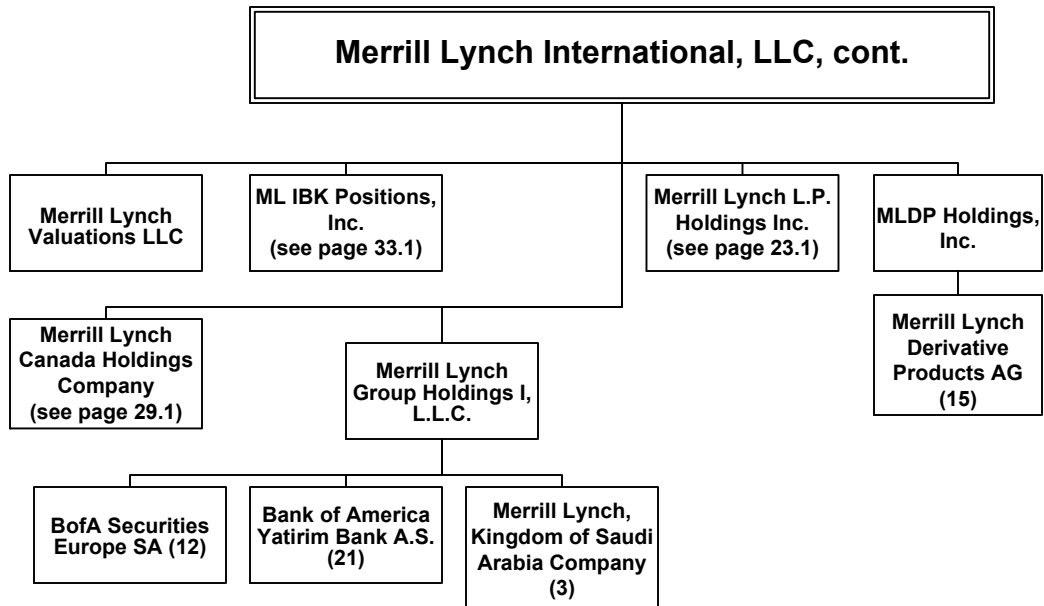 Merrill Lynch International, LLC, cont.
Merrill Lynch
Valuations LLC
ML IBK Positions,
Inc.
(see page 33.1)
Merrill Lynch L.P.
Holdings Inc.
(see page 23.1)
MLDP Holdings,
Inc.
Merrill Lynch
Canada Holdings
Company
(see page 29.1)
Merrill Lynch
Group Holdings I,
L.L.C.
Merrill Lynch
Derivative
Products AG
(15)
BofA Securities
Europe SA (12)
Bank of America
Yatirim Bank A.S.
(21)
Merrill Lynch,
Kingdom of Saudi
Arabia Company
(3)